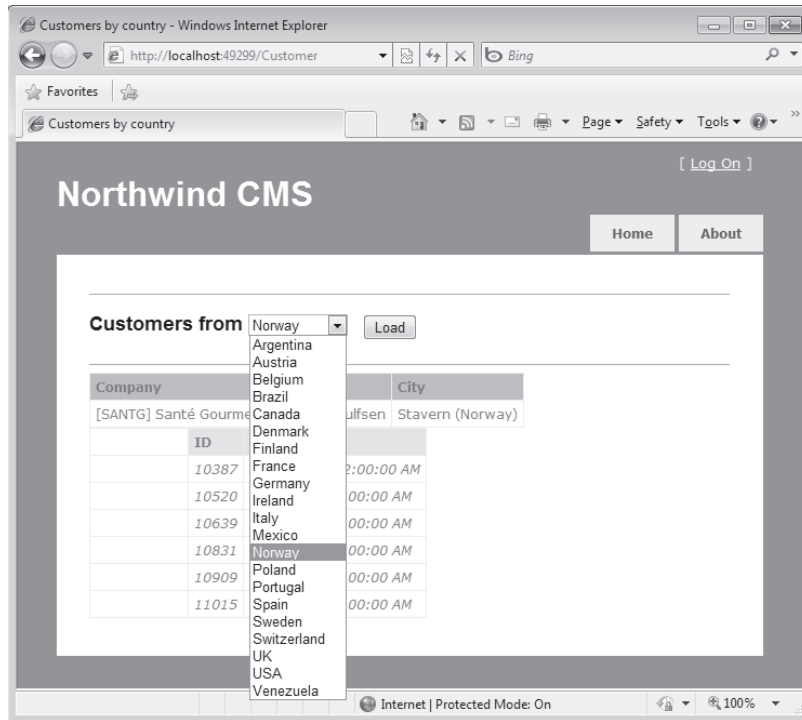 Customers by country - Windows Internet Explorer
http://localhost:49299/Customer
Bing
Favorites
Customers by country
Page Safety Tools
[ Log On ]
Northwind CMS
Home About
Customers from Norway Load
Argentina
Austria
Belgium
Brazil
Canada
Denmark
Finland
France
Germany
Ireland
Italy
Mexico
Norway
Poland
Portugal
Spain
Sweden
Switzerland
UK
USA
Venezuela
Company City
[SANTG] Santé Gourme ulfsen Stavern (Norway)
ID
10387 2:00:00 AM
10520 00:00 AM
10639 00:00 AM
10831 00:00 AM
10909 00:00 AM
11015 00:00 AM
Internet | Protected Mode: On 100%